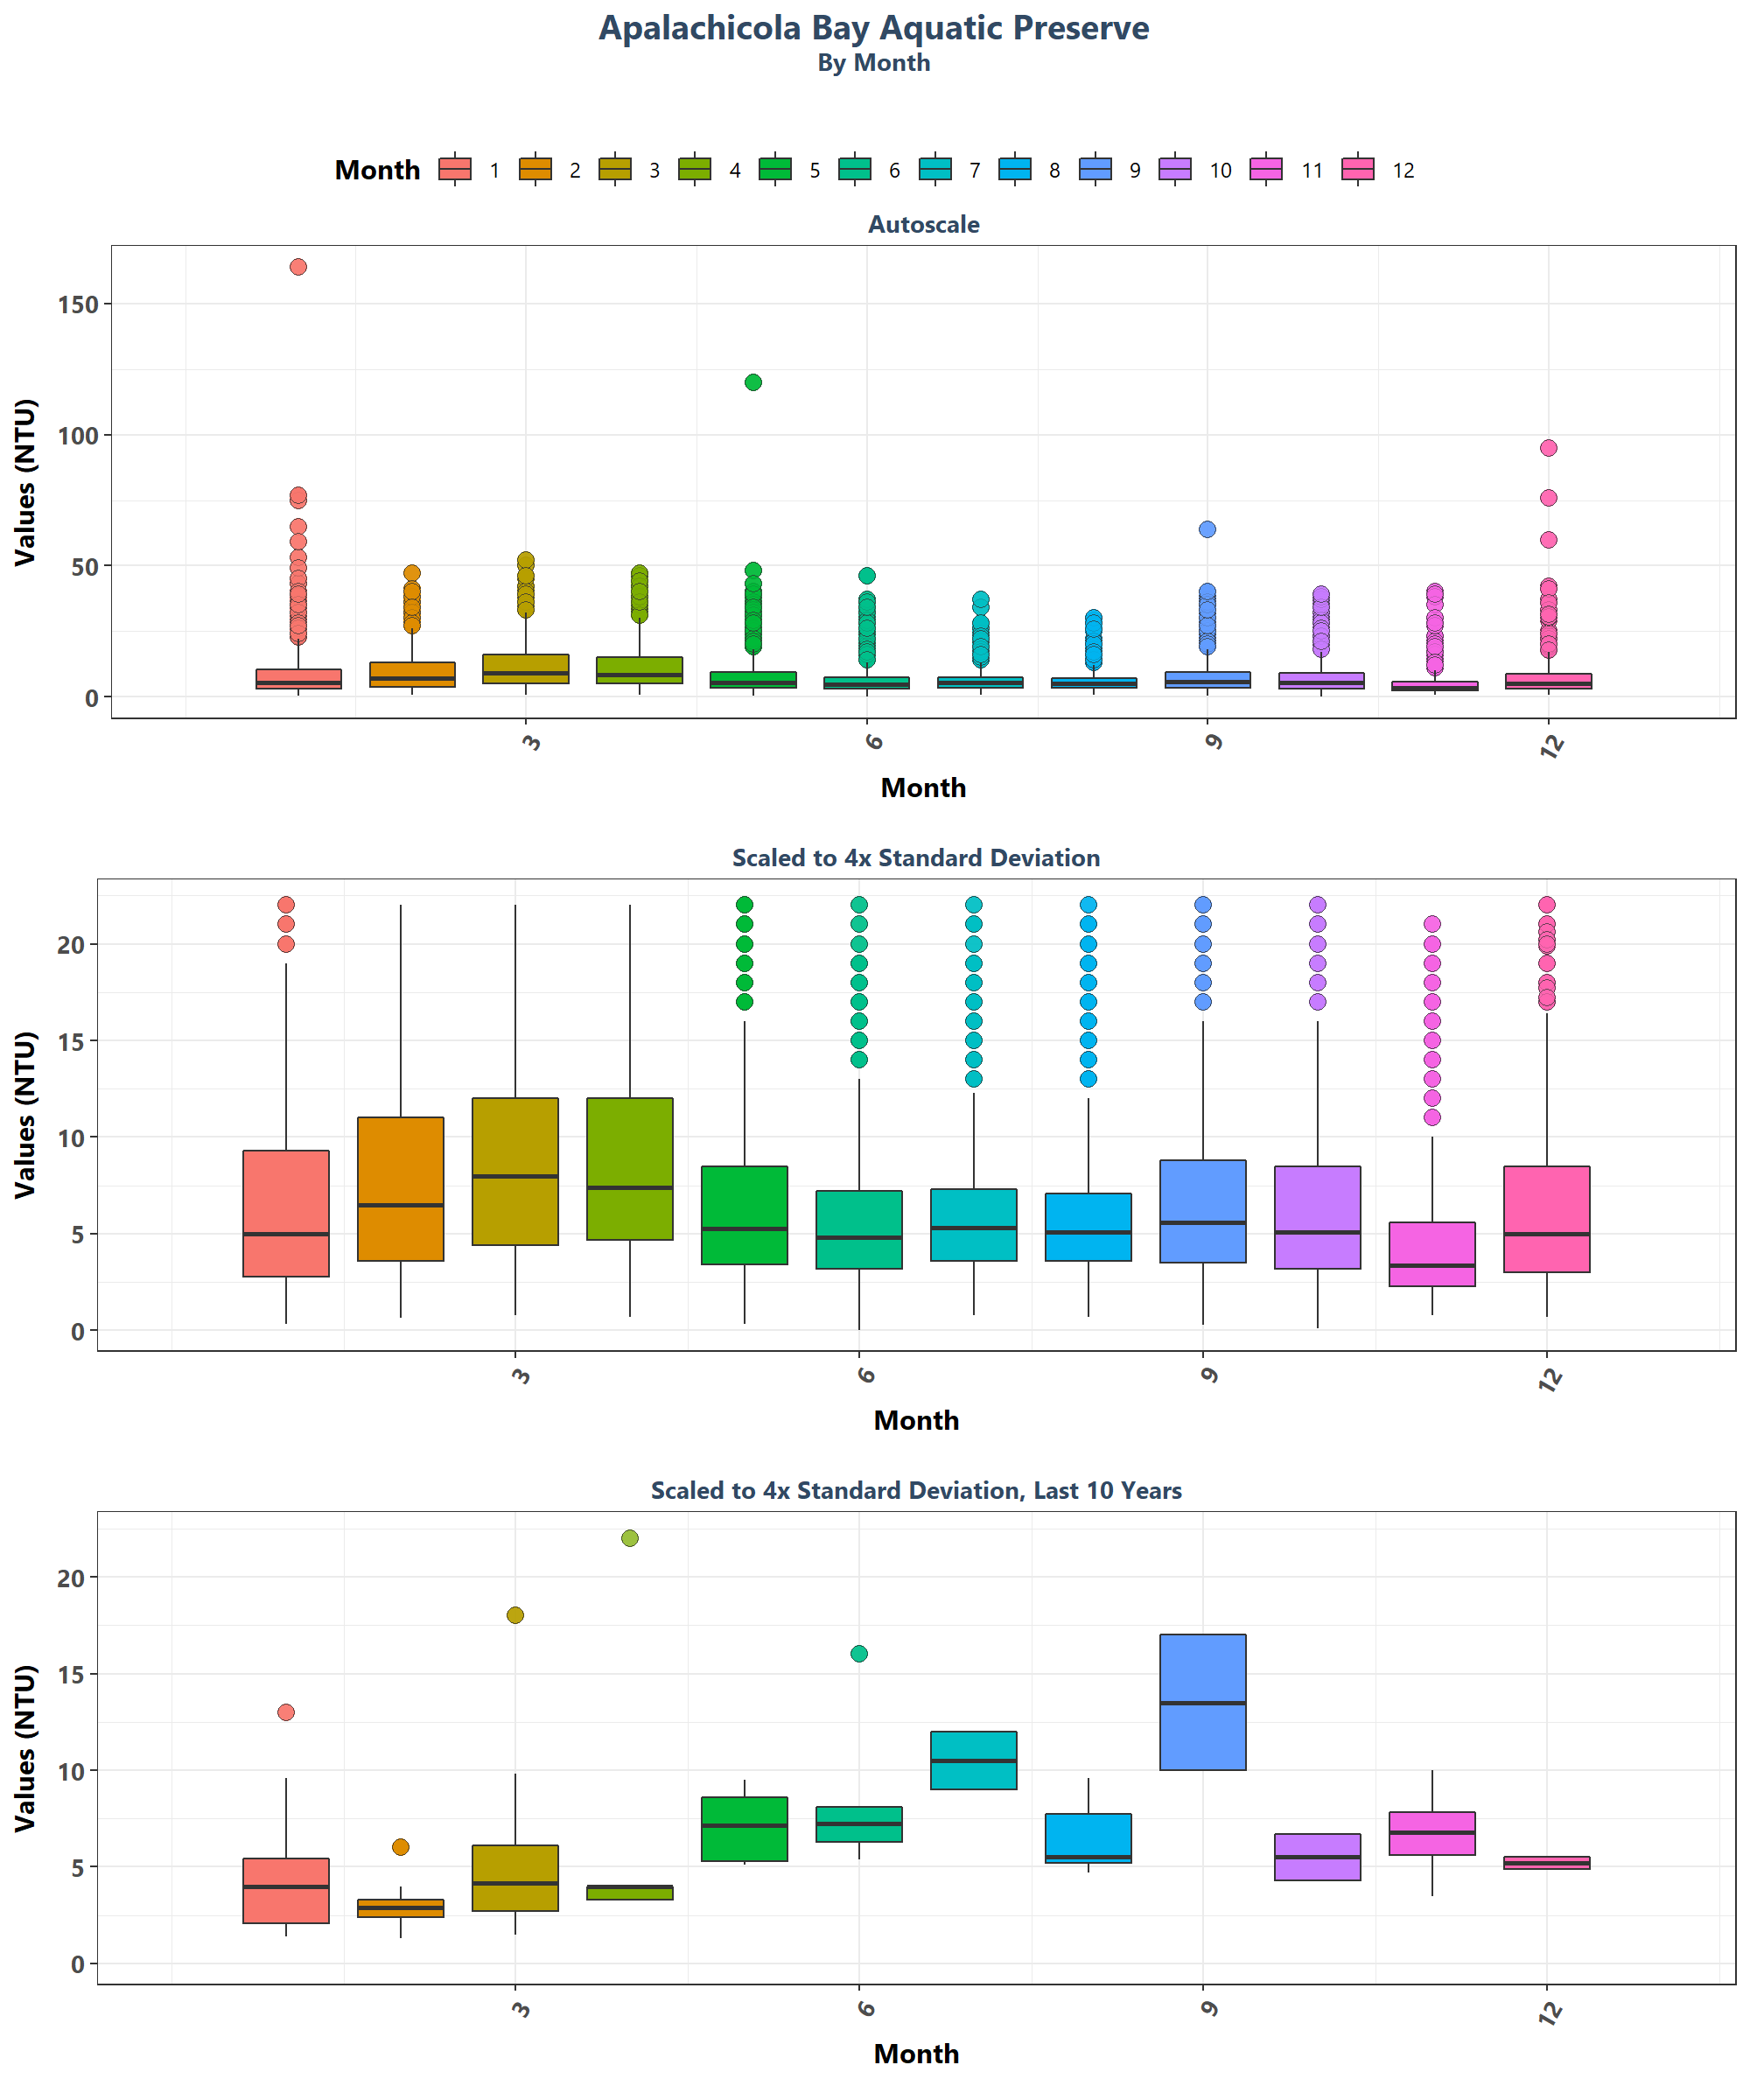 Apalachicola Bay Aquatic Preserve
By Month
Month 1 2 3 4 5 6 7 8 9 10 11 12
Autoscale
Values (NTU)
150
100
50
0
3 6 9 12
Month
Scaled to 4x Standard Deviation
Values (NTU)
20
15
10
5
0
3 6 9 12
Month
Scaled to 4x Standard Deviation, Last 10 Years
Values (NTU)
20
15
10
5
0
3 6 9 12
Month